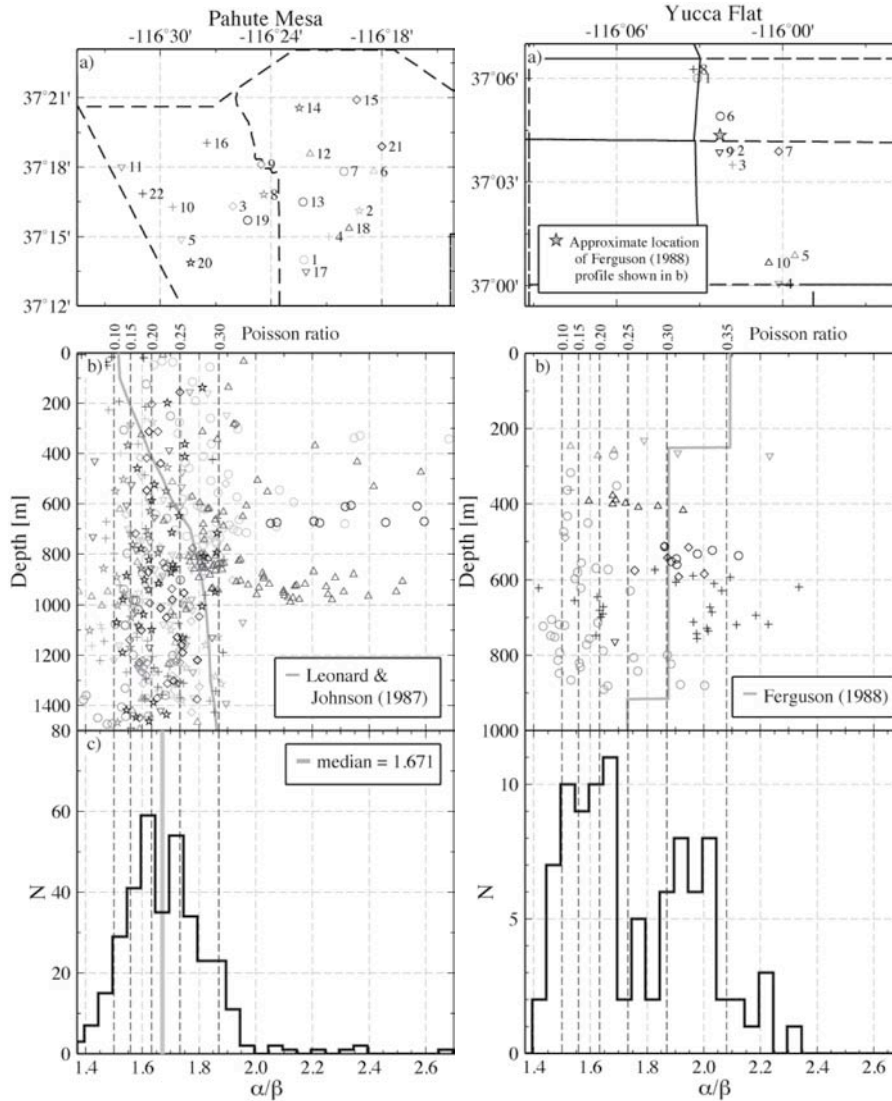 Pahute Mesa
-116°30' -116°24' -116°18'
a)
37°21'
37°18'
37°15'
37°12'
14
15
16
12
21
9
7
6
11
8
22
10
3
13
2
19
18
5
4
20
1
17
Yucca Flat
-116°06' -116°00'
a)
37°06'
37°03'
37°00'
8
1
6
9 2
7
3
5
10
4
Approximate location
of Ferguson (1988)
profile shown in b)
0.10 0.15 0.20 0.25 0.30
Poisson ratio
b)
Depth [m]
0
200
400
600
800
1000
1200
1400
Leonard &
Johnson (1987)
0.10 0.15 0.20 0.25 0.30 0.35
Poisson ratio
b)
Depth [m]
0
200
400
600
800
1000
Ferguson (1988)
c)
median = 1.671
N
80
60
40
20
0
1.4 1.6 1.8 2.0 2.2 2.4 2.6
α/β
N
10
5
0
1.4 1.6 1.8 2.0 2.2 2.4 2.6
α/β